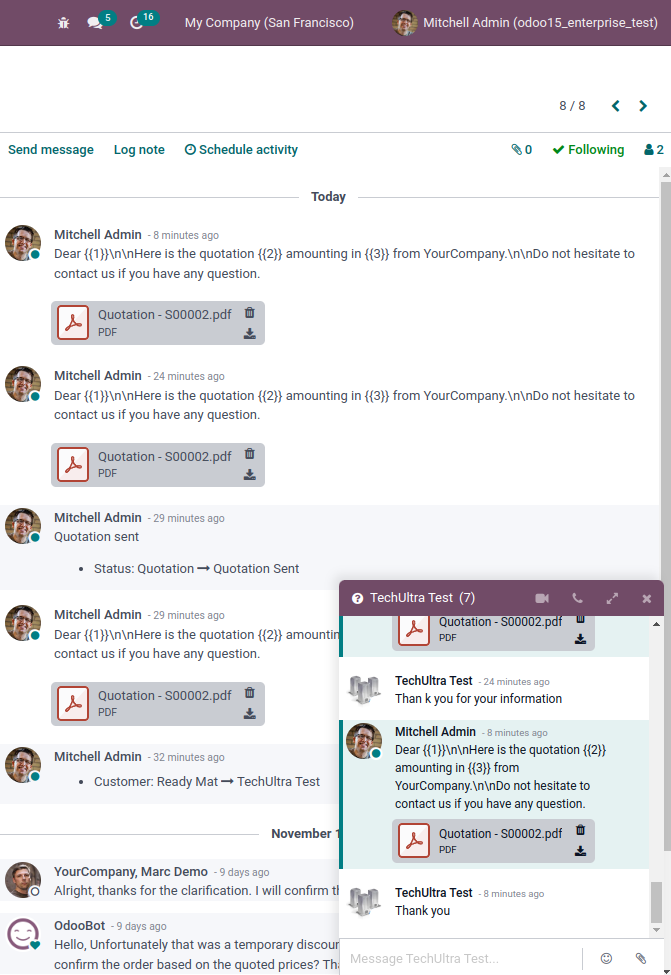 5
16
My Company (San Francisco)
Mitchell Admin (odoo15_enterprise_test)
8 / 8
Send message Log note Schedule activity 0 Following 2
Today
Mitchell Admin - 8 minutes ago
Dear {{1}}\n\nHere is the quotation {{2}} amounting in {{3}} from YourCompany.\n\nDo not hesitate to
contact us if you have any question.
Quotation - S00002.pdf
PDF
Mitchell Admin - 24 minutes ago
Dear {{1}}\n\nHere is the quotation {{2}} amounting in {{3}} from YourCompany.\n\nDo not hesitate to
contact us if you have any question.
Quotation - S00002.pdf
PDF
Mitchell Admin - 29 minutes ago
Quotation sent
• Status: Quotation → Quotation Sent
Mitchell Admin - 29 minutes ago
Dear {{1}}\n\nHere is the quotation {{2}} amountin
contact us if you have any question.
Quotation - S00002.pdf
PDF
Mitchell Admin - 32 minutes ago
• Customer: Ready Mat → TechUltra Test
November 1
YourCompany, Marc Demo - 9 days ago
Alright, thanks for the clarification. I will confirm th
OdooBot - 9 days ago
Hello, Unfortunately that was a temporary discoun
confirm the order based on the quoted prices? Tha
TechUltra Test (7)
Quotation - S00002.pdf
PDF
TechUltra Test - 24 minutes ago
Than k you for your information
Mitchell Admin - 8 minutes ago
Dear {{1}}\n\nHere is the quotation {{2}}
amounting in {{3}} from
YourCompany.\n\nDo not hesitate to
contact us if you have any question.
Quotation - S00002.pdf
PDF
TechUltra Test - 8 minutes ago
Thank you
Message TechUltra Test...